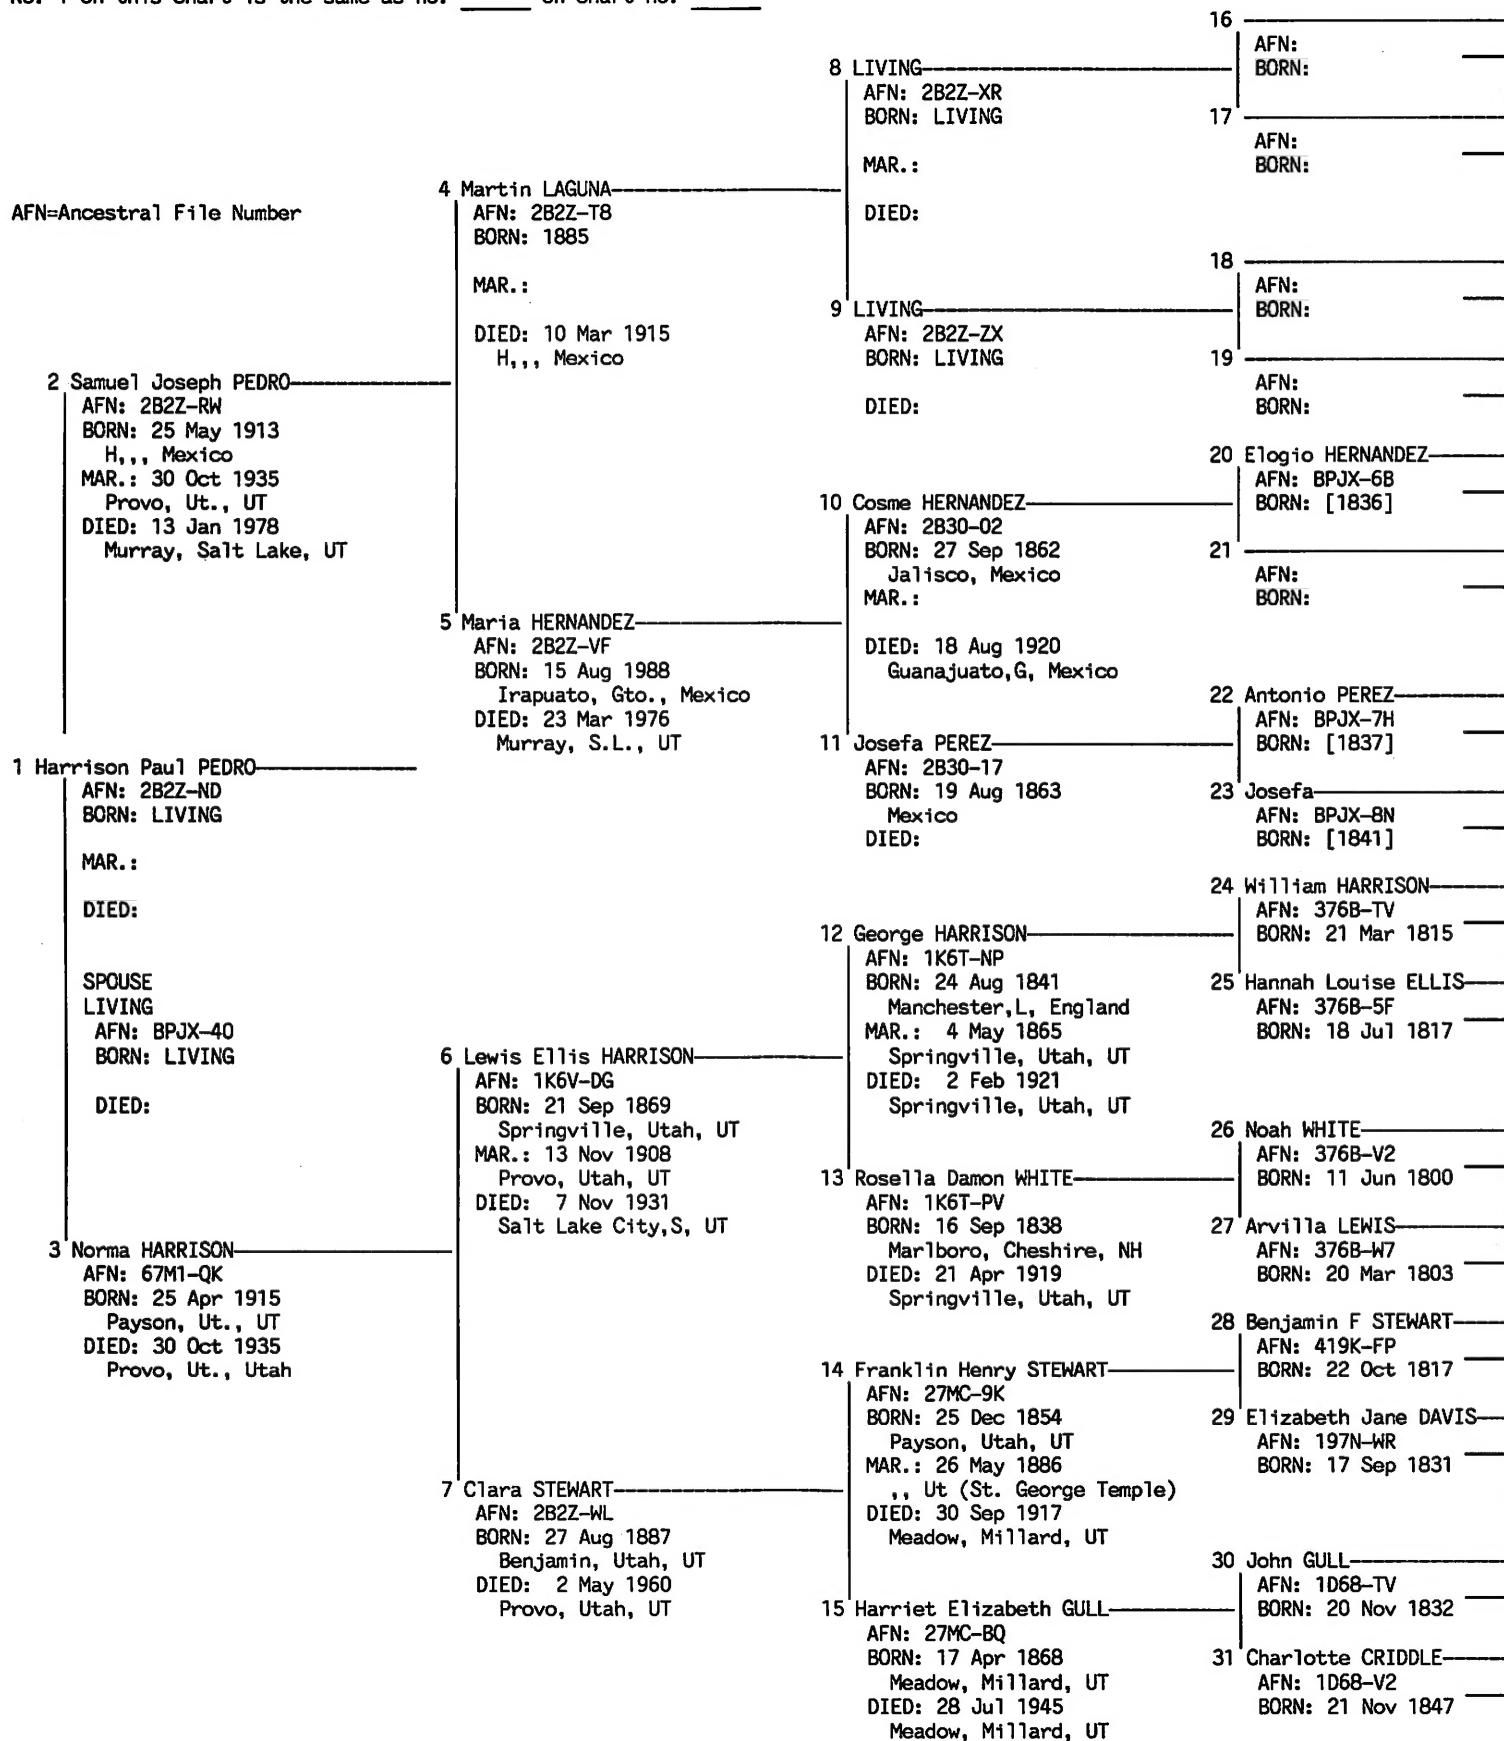 No. 1 on this chart is the same as no. ______ on chart no. ______
AFN=Ancestral File Number
1 Harrison Paul PEDRO
AFN: 2B2Z-ND
BORN: LIVING
MAR.:
DIED:
SPOUSE
LIVING
AFN: BPJX-40
BORN: LIVING
DIED:
2 Samuel Joseph PEDRO
AFN: 2B2Z-RW
BORN: 25 May 1913
H,,, Mexico
MAR.: 30 Oct 1935
Provo, Ut., UT
DIED: 13 Jan 1978
Murray, Salt Lake, UT
3 Norma HARRISON
AFN: 67M1-QK
BORN: 25 Apr 1915
Payson, Ut., UT
DIED: 30 Oct 1935
Provo, Ut., Utah
4 Martin LAGUNA
AFN: 2B2Z-T8
BORN: 1885
MAR.:
DIED: 10 Mar 1915
H,,, Mexico
5 Maria HERNANDEZ
AFN: 2B2Z-VF
BORN: 15 Aug 1988
Irapuato, Gto., Mexico
DIED: 23 Mar 1976
Murray, S.L., UT
6 Lewis Ellis HARRISON
AFN: 1K6V-DG
BORN: 21 Sep 1869
Springville, Utah, UT
MAR.: 13 Nov 1908
Provo, Utah, UT
DIED: 7 Nov 1931
Salt Lake City,S, UT
7 Clara STEWART
AFN: 2B2Z-WL
BORN: 27 Aug 1887
Benjamin, Utah, UT
DIED: 2 May 1960
Provo, Utah, UT
8 LIVING
AFN: 2B2Z-XR
BORN: LIVING
MAR.:
DIED:
9 LIVING
AFN: 2B2Z-ZX
BORN: LIVING
DIED:
10 Cosme HERNANDEZ
AFN: 2B30-02
BORN: 27 Sep 1862
Jalisco, Mexico
MAR.:
DIED: 18 Aug 1920
Guanajuato,G, Mexico
11 Josefa PEREZ
AFN: 2B30-17
BORN: 19 Aug 1863
Mexico
DIED:
12 George HARRISON
AFN: 1K6T-NP
BORN: 24 Aug 1841
Manchester,L, England
MAR.: 4 May 1865
Springville, Utah, UT
DIED: 2 Feb 1921
Springville, Utah, UT
13 Rosella Damon WHITE
AFN: 1K6T-PV
BORN: 16 Sep 1838
Marlboro, Cheshire, NH
DIED: 21 Apr 1919
Springville, Utah, UT
14 Franklin Henry STEWART
AFN: 27MC-9K
BORN: 25 Dec 1854
Payson, Utah, UT
MAR.: 26 May 1886
,, Ut (St. George Temple)
DIED: 30 Sep 1917
Meadow, Millard, UT
15 Harriet Elizabeth GULL
AFN: 27MC-BQ
BORN: 17 Apr 1868
Meadow, Millard, UT
DIED: 28 Jul 1945
Meadow, Millard, UT
16
AFN:
BORN:
17
AFN:
BORN:
18
AFN:
BORN:
19
AFN:
BORN:
20 Elogio HERNANDEZ
AFN: BPJX-6B
BORN: [1836]
21
AFN:
BORN:
22 Antonio PEREZ
AFN: BPJX-7H
BORN: [1837]
23 Josefa
AFN: BPJX-8N
BORN: [1841]
24 William HARRISON
AFN: 376B-TV
BORN: 21 Mar 1815
25 Hannah Louise ELLIS
AFN: 376B-5F
BORN: 18 Jul 1817
26 Noah WHITE
AFN: 376B-V2
BORN: 11 Jun 1800
27 Arvilla LEWIS
AFN: 376B-W7
BORN: 20 Mar 1803
28 Benjamin F STEWART
AFN: 419K-FP
BORN: 22 Oct 1817
29 Elizabeth Jane DAVIS
AFN: 197N-WR
BORN: 17 Sep 1831
30 John GULL
AFN: 1D68-TV
BORN: 20 Nov 1832
31 Charlotte CRIDDLE
AFN: 1D68-V2
BORN: 21 Nov 1847